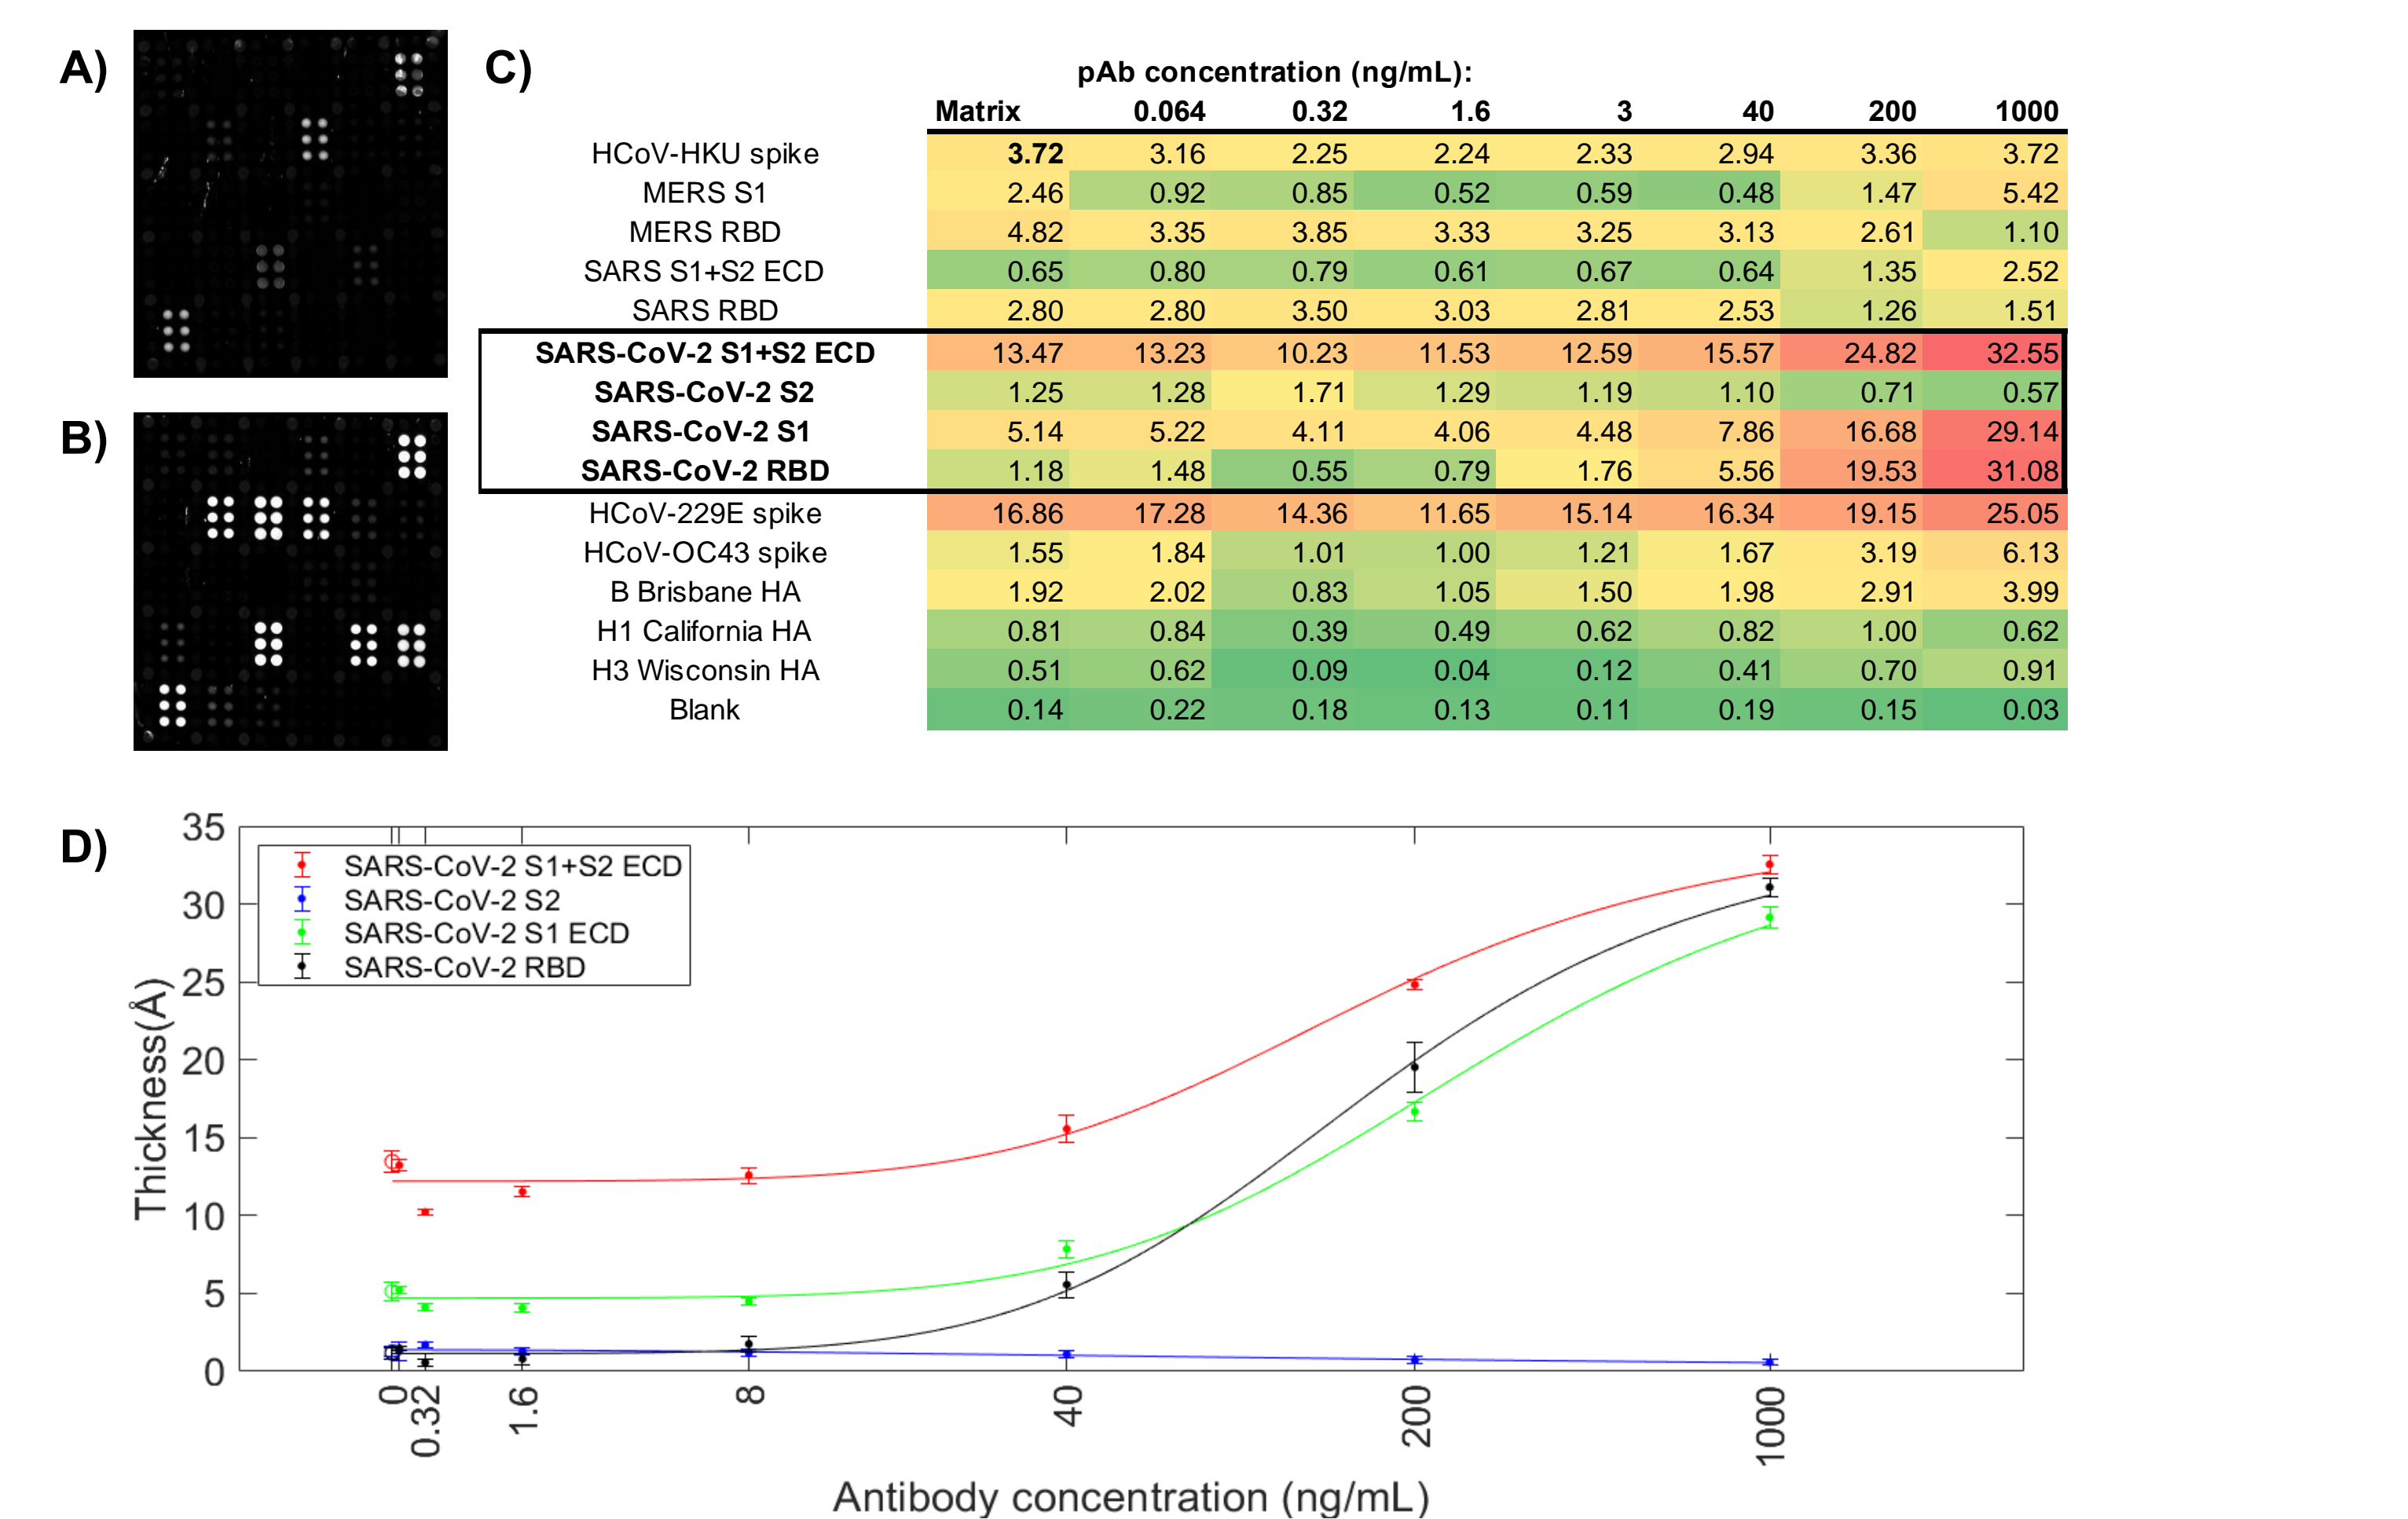 A)
B)
C)
pAb concentration (ng/mL):
Matrix 0.064 0.32 1.6 3 40 200 1000
HCoV-HKU spike 3.72 3.16 2.25 2.24 2.33 2.94 3.36 3.72
MERS S1 2.46 0.92 0.85 0.52 0.59 0.48 1.47 5.42
MERS RBD 4.82 3.35 3.85 3.33 3.25 3.13 2.61 1.10
SARS S1+S2 ECD 0.65 0.80 0.79 0.61 0.67 0.64 1.35 2.52
SARS RBD 2.80 2.80 3.50 3.03 2.81 2.53 1.26 1.51
SARS-CoV-2 S1+S2 ECD 13.47 13.23 10.23 11.53 12.59 15.57 24.82 32.55
SARS-CoV-2 S2 1.25 1.28 1.71 1.29 1.19 1.10 0.71 0.57
SARS-CoV-2 S1 5.14 5.22 4.11 4.06 4.48 7.86 16.68 29.14
SARS-CoV-2 RBD 1.18 1.48 0.55 0.79 1.76 5.56 19.53 31.08
HCoV-229E spike 16.86 17.28 14.36 11.65 15.14 16.34 19.15 25.05
HCoV-OC43 spike 1.55 1.84 1.01 1.00 1.21 1.67 3.19 6.13
B Brisbane HA 1.92 2.02 0.83 1.05 1.50 1.98 2.91 3.99
H1 California HA 0.81 0.84 0.39 0.49 0.62 0.82 1.00 0.62
H3 Wisconsin HA 0.51 0.62 0.09 0.04 0.12 0.41 0.70 0.91
Blank 0.14 0.22 0.18 0.13 0.11 0.19 0.15 0.03
D)
SARS-CoV-2 S1+S2 ECD
SARS-CoV-2 S2
SARS-CoV-2 S1 ECD
SARS-CoV-2 RBD
Thickness(Å)
35
30
25
20
15
10
5
0
0 0.32 1.6 8 40 200 1000
Antibody concentration (ng/mL)